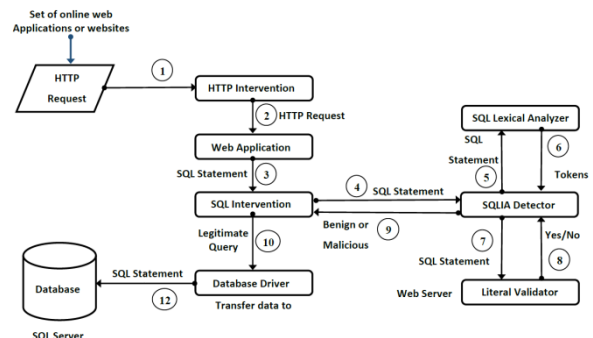 Set of online web
Applications or websites
HTTP
Request
1
HTTP Intervention
2
HTTP Request
Web Application
SQL Statement
3
SQL Intervention
4
SQL Statement
SQL Lexical Analyzer
SQL
Statement
5
6
Tokens
SQLIA Detector
Benign or
Malicious
9
7
SQL Statement
Yes/No
8
Web Server
Literal Validator
Legitimate
Query
10
Database Driver
Transfer data to
SQL Statement
12
Database
SQL Server